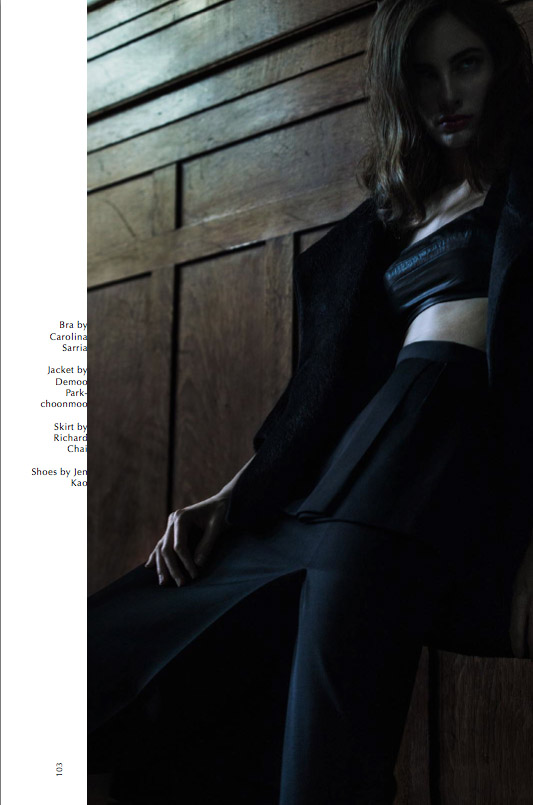 Bra by
Carolina
Sarria
Jacket by
Demoo
Park-
choonmoo
Skirt by
Richard
Chai
Shoes by Jen
Kao
103